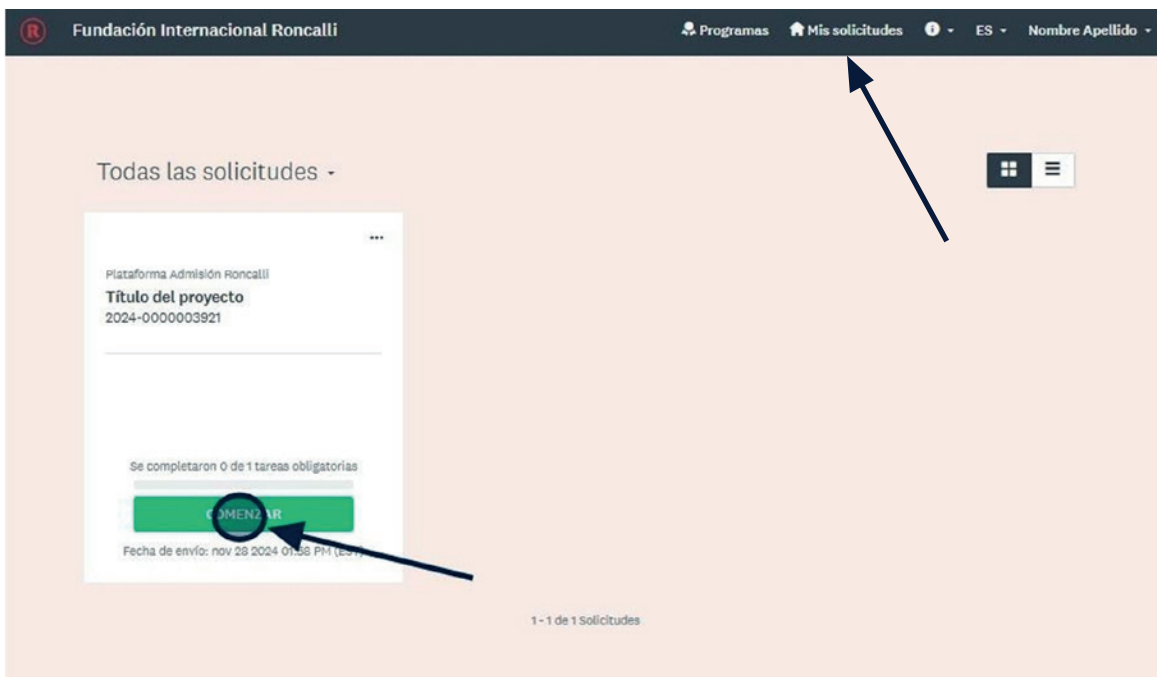 R Fundación Internacional Roncalli Programas Mis solicitudes ES Nombre Apellido
Todas las solicitudes
Plataforma Admisión Roncalli
Título del proyecto
2024-0000003921
Se completaron 0 de 1 tareas obligatorias
COMENZAR
Fecha de envío: nov 28 2024 PM
1 - 1 de 1 Solicitudes